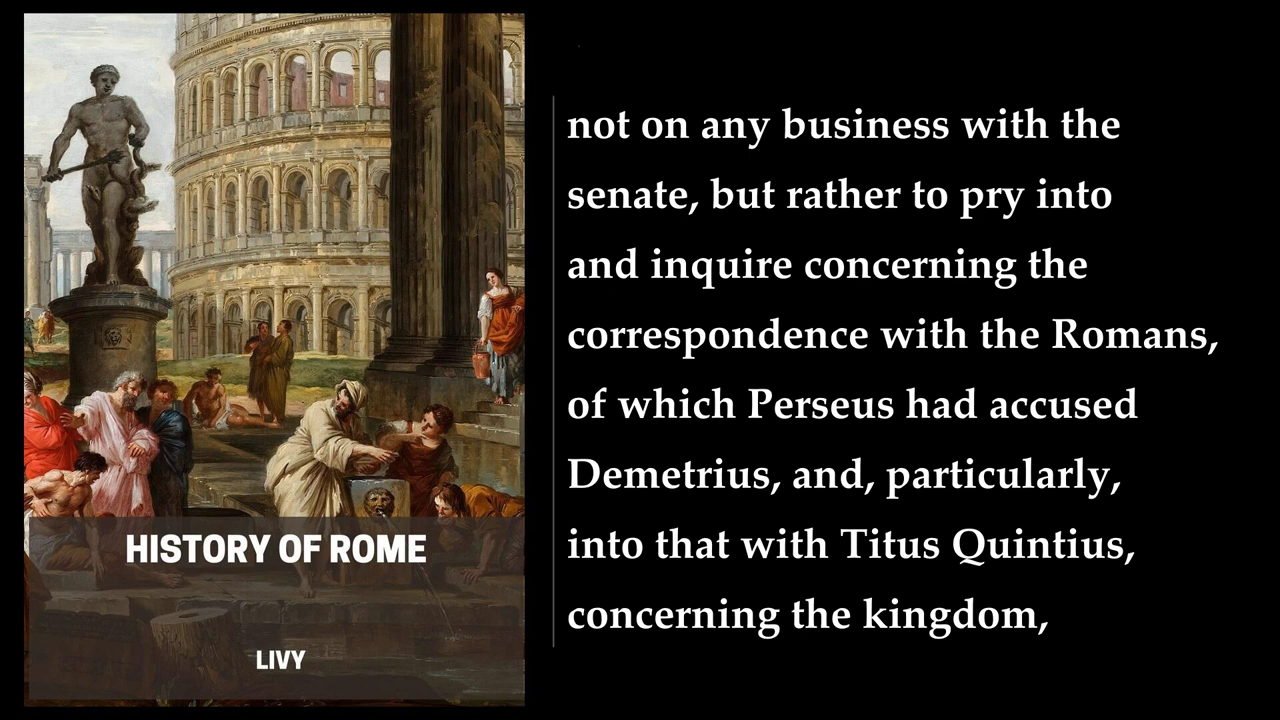 HISTORY OF ROME
LIVY
not on any business with the
senate, but rather to pry into
and inquire concerning the
correspondence with the Romans,
of which Perseus had accused
Demetrius, and, particularly,
into that with Titus Quintius,
concerning the kingdom,